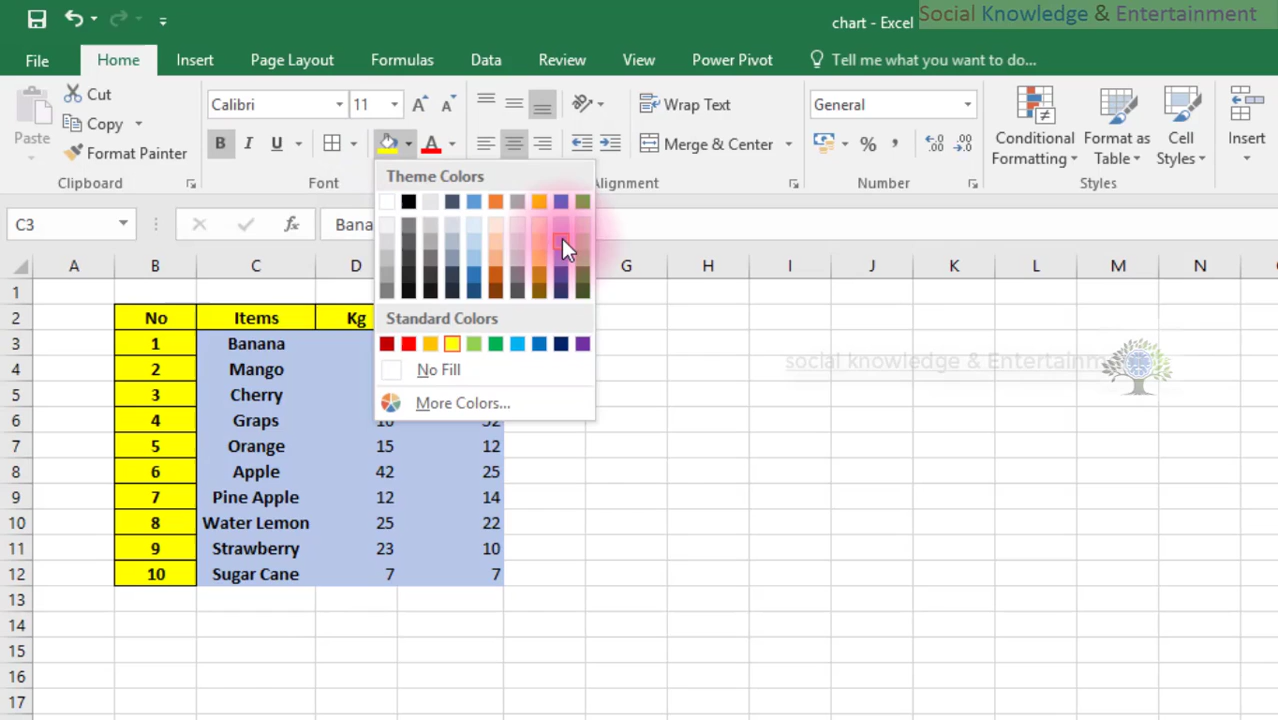 chart - Excel
Social Knowledge & Entertainment
File Home Insert Page Layout Formulas Data Review View Power Pivot Tell me what you want to do...
Paste
Cut
Copy
Format Painter
Clipboard
Calibri 11
B I U
Font
Wrap Text
Merge & Center
Alignment
General
Number
Conditional Formatting
Format as Table
Cell Styles
Styles
Insert
C3 fx Bana
Theme Colors
Standard Colors
No Fill
More Colors...
A B C D G H I J K L M N
1
2 No Items Kg
3 1 Banana
4 2 Mango
5 3 Cherry
6 4 Graps
7 5 Orange 15 12
8 6 Apple 42 25
9 7 Pine Apple 12 14
10 8 Water Lemon 25 22
11 9 Strawberry 23 10
12 10 Sugar Cane 7 7
13
14
15
16
17
social knowledge & Entertainm